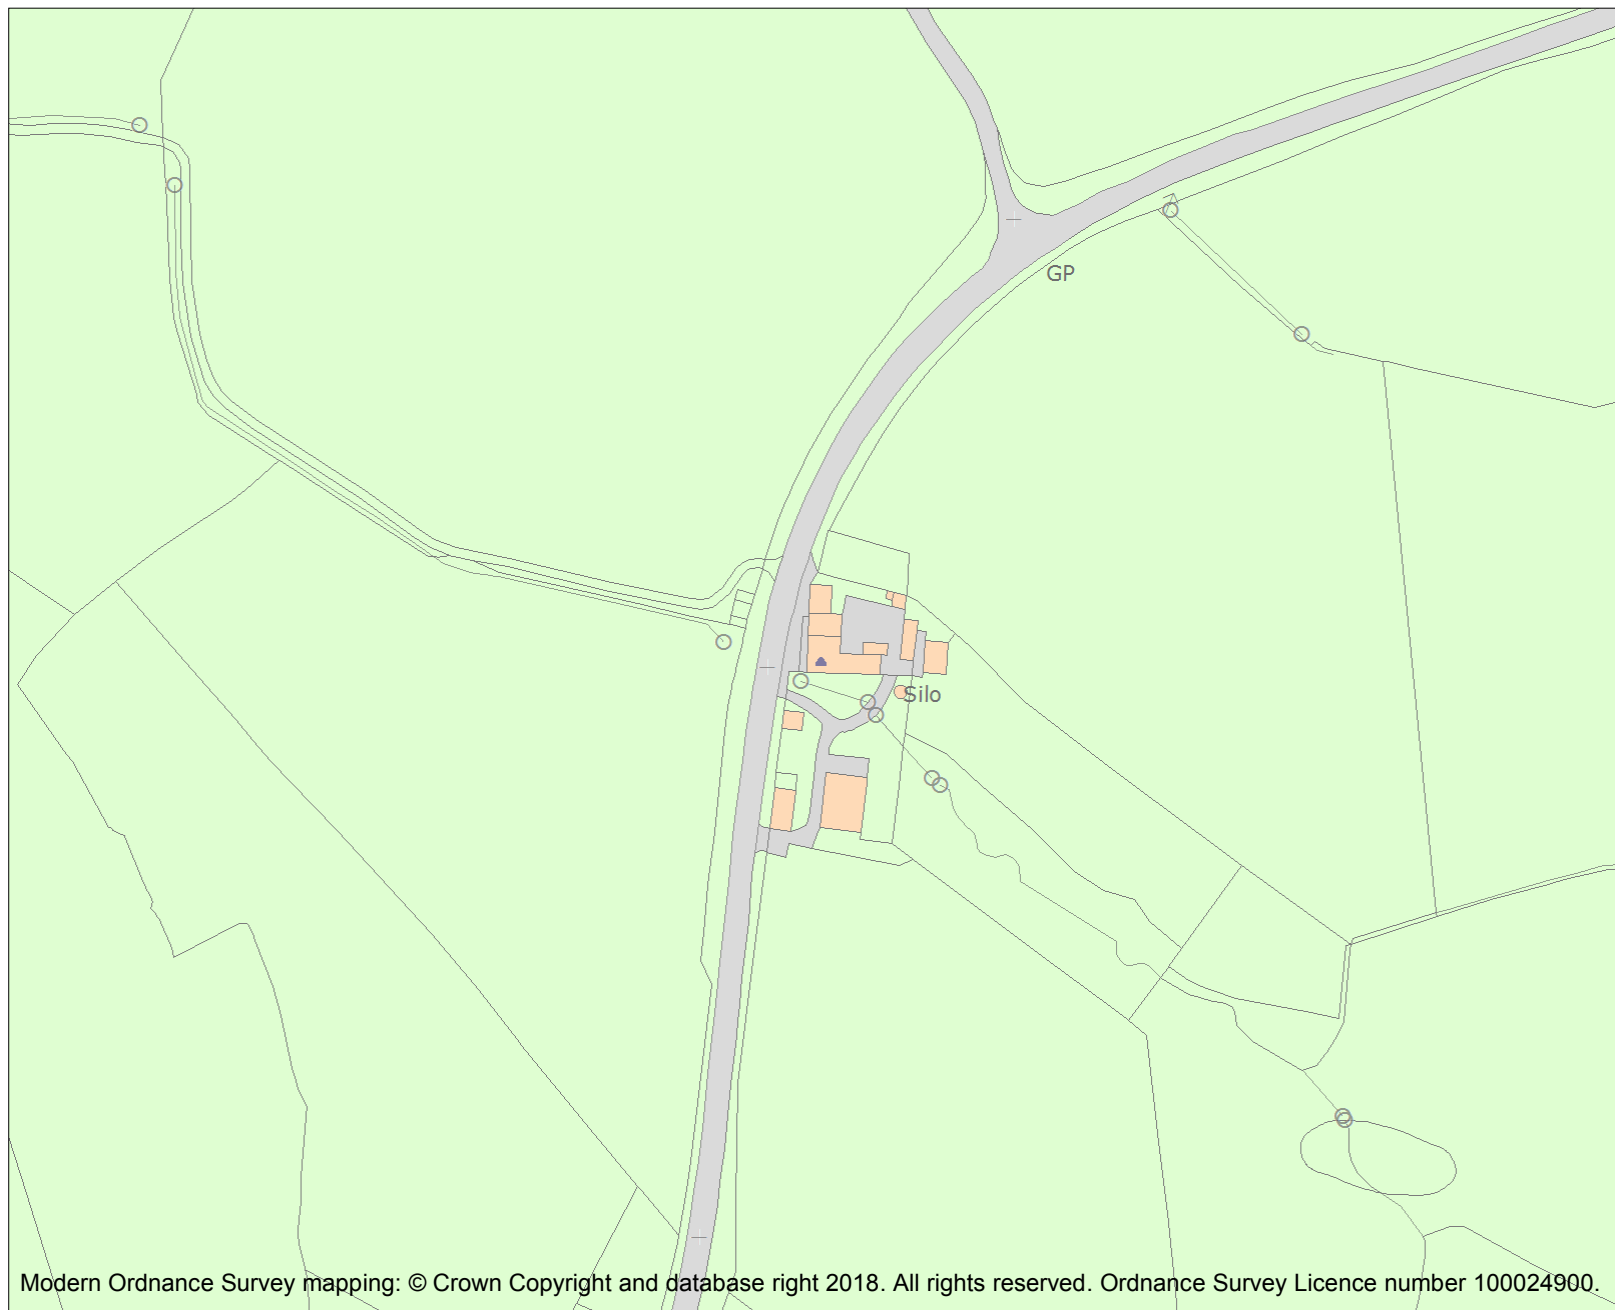 GP
Silo
Modern Ordnance Survey mapping: © Crown Copyright and database right 2018. All rights reserved. Ordnance Survey Licence number 100024900.